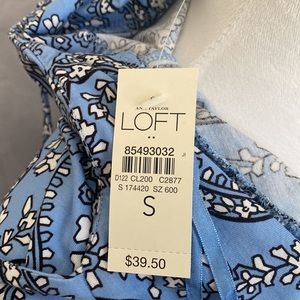 ANN TAYLOR
LOFT
85493032
D122 CL200 C2877
S 174420 SZ 600
S
$39.50